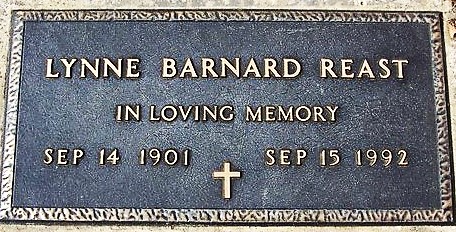 LYNNE BARNARD REAST
IN LOVING MEMORY
SEP 14 1901 SEP 15 1992